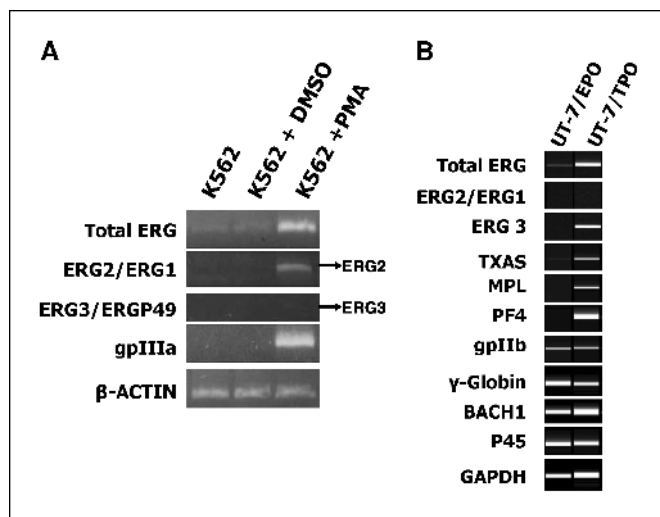 A
K562
K562 + DMSO
K562 +PMA
Total ERG
ERG2/ERG1
ERG2
ERG3/ERGP49
ERG3
gpIIIa
β-ACTIN
B
UT-7/EPO
UT-7/TPO
Total ERG
ERG2/ERG1
ERG 3
TXAS
MPL
PF4
gpIIb
γ-Globin
BACH1
P45
GAPDH